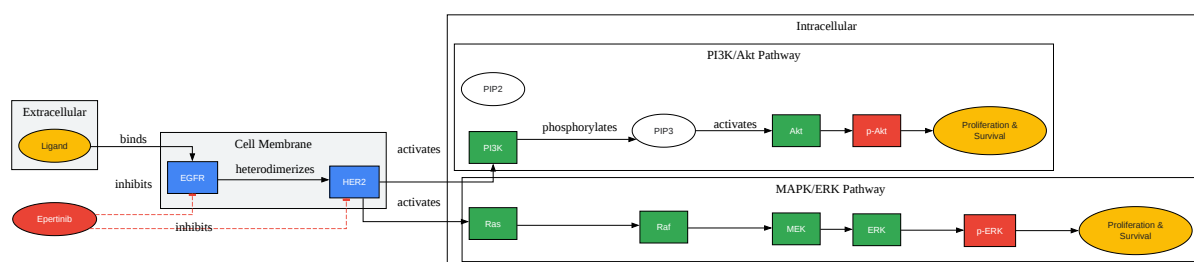 Intracellular
PI3K/Akt Pathway
PIP2
Extracellular
Ligand
binds
Cell Membrane
EGFR
heterodimerizes
HER2
inhibits
Epertinib
inhibits
activates
PI3K
phosphorylates
PIP3
activates
Akt
p-Akt
Proliferation &
Survival
activates
MAPK/ERK Pathway
Ras
Raf
MEK
ERK
p-ERK
Proliferation &
Survival